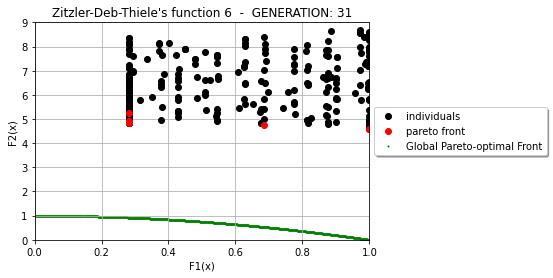 Zitzler-Deb-Thiele's function 6 - GENERATION: 31
9
8
7
6
5
4
3
2
1
0
F2(x)
0.0 0.2 0.4 0.6 0.8 1.0
F1(x)
individuals
pareto front
Global Pareto-optimal Front